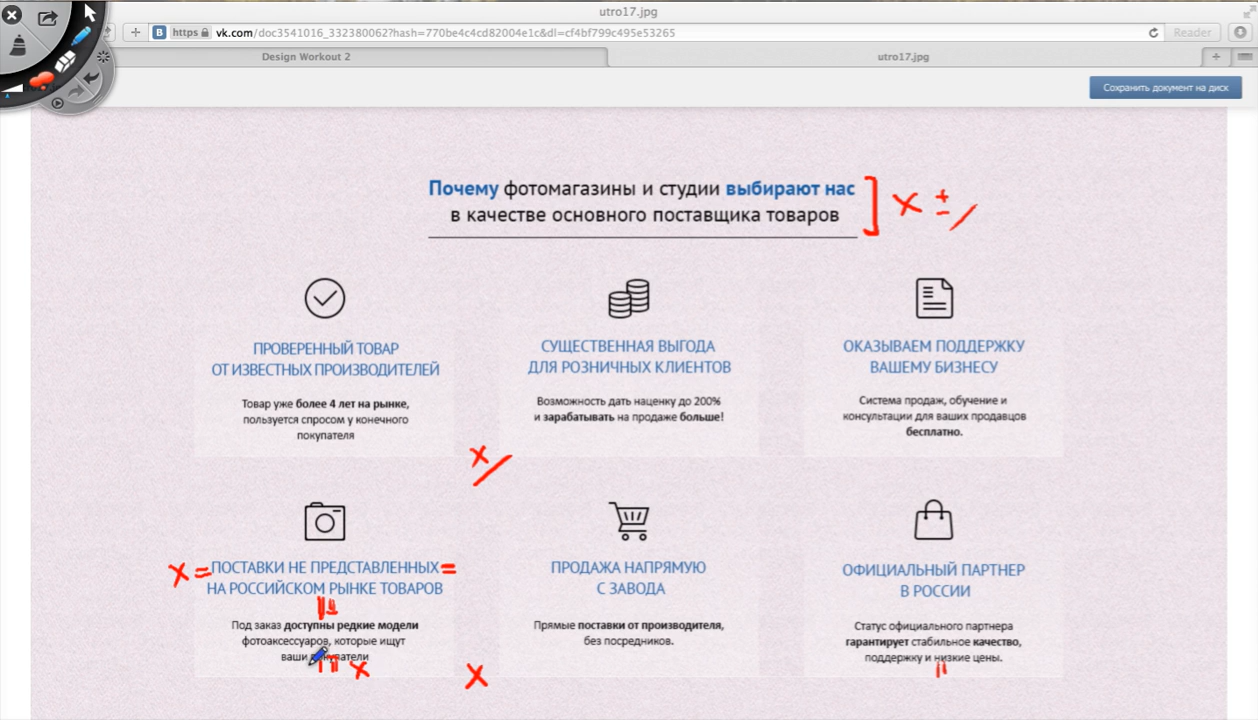 utro17.jpg
https vk.com/doc3541016_332380062?hash=770be4c4cd82004e1c&dl=cf4bf799c495e53265
Reader
Design Workout 2
utro17.jpg
Сохранить документ на диск
Почему фотомагазины и студии выбирают нас
в качестве основного поставщика товаров
x ±
ПРОВЕРЕННЫЙ ТОВАР
ОТ ИЗВЕСТНЫХ ПРОИЗВОДИТЕЛЕЙ
Товар уже более 4 лет на рынке,
пользуется спросом у конечного
покупателя
СУЩЕСТВЕННАЯ ВЫГОДА
ДЛЯ РОЗНИЧНЫХ КЛИЕНТОВ
Возможность дать наценку до 200%
и зарабатывать на продаже больше!
ОКАЗЫВАЕМ ПОДДЕРЖКУ
ВАШЕМУ БИЗНЕСУ
Система продаж, обучение и
консультации для ваших продавцов
бесплатно.
x
x =
ПОСТАВКИ НЕ ПРЕДСТАВЛЕННЫХ =
НА РОССИЙСКОМ РЫНКЕ ТОВАРОВ
Под заказ доступны редкие модели
фотоаксессуаров, которые ищут
ваши
x
x
ПРОДАЖА НАПРЯМУЮ
С ЗАВОДА
Прямые поставки от производителя,
без посредников.
ОФИЦИАЛЬНЫЙ ПАРТНЕР
В РОССИИ
Статус официального партнера
гарантирует стабильное качество,
поддержку и низкие цены.